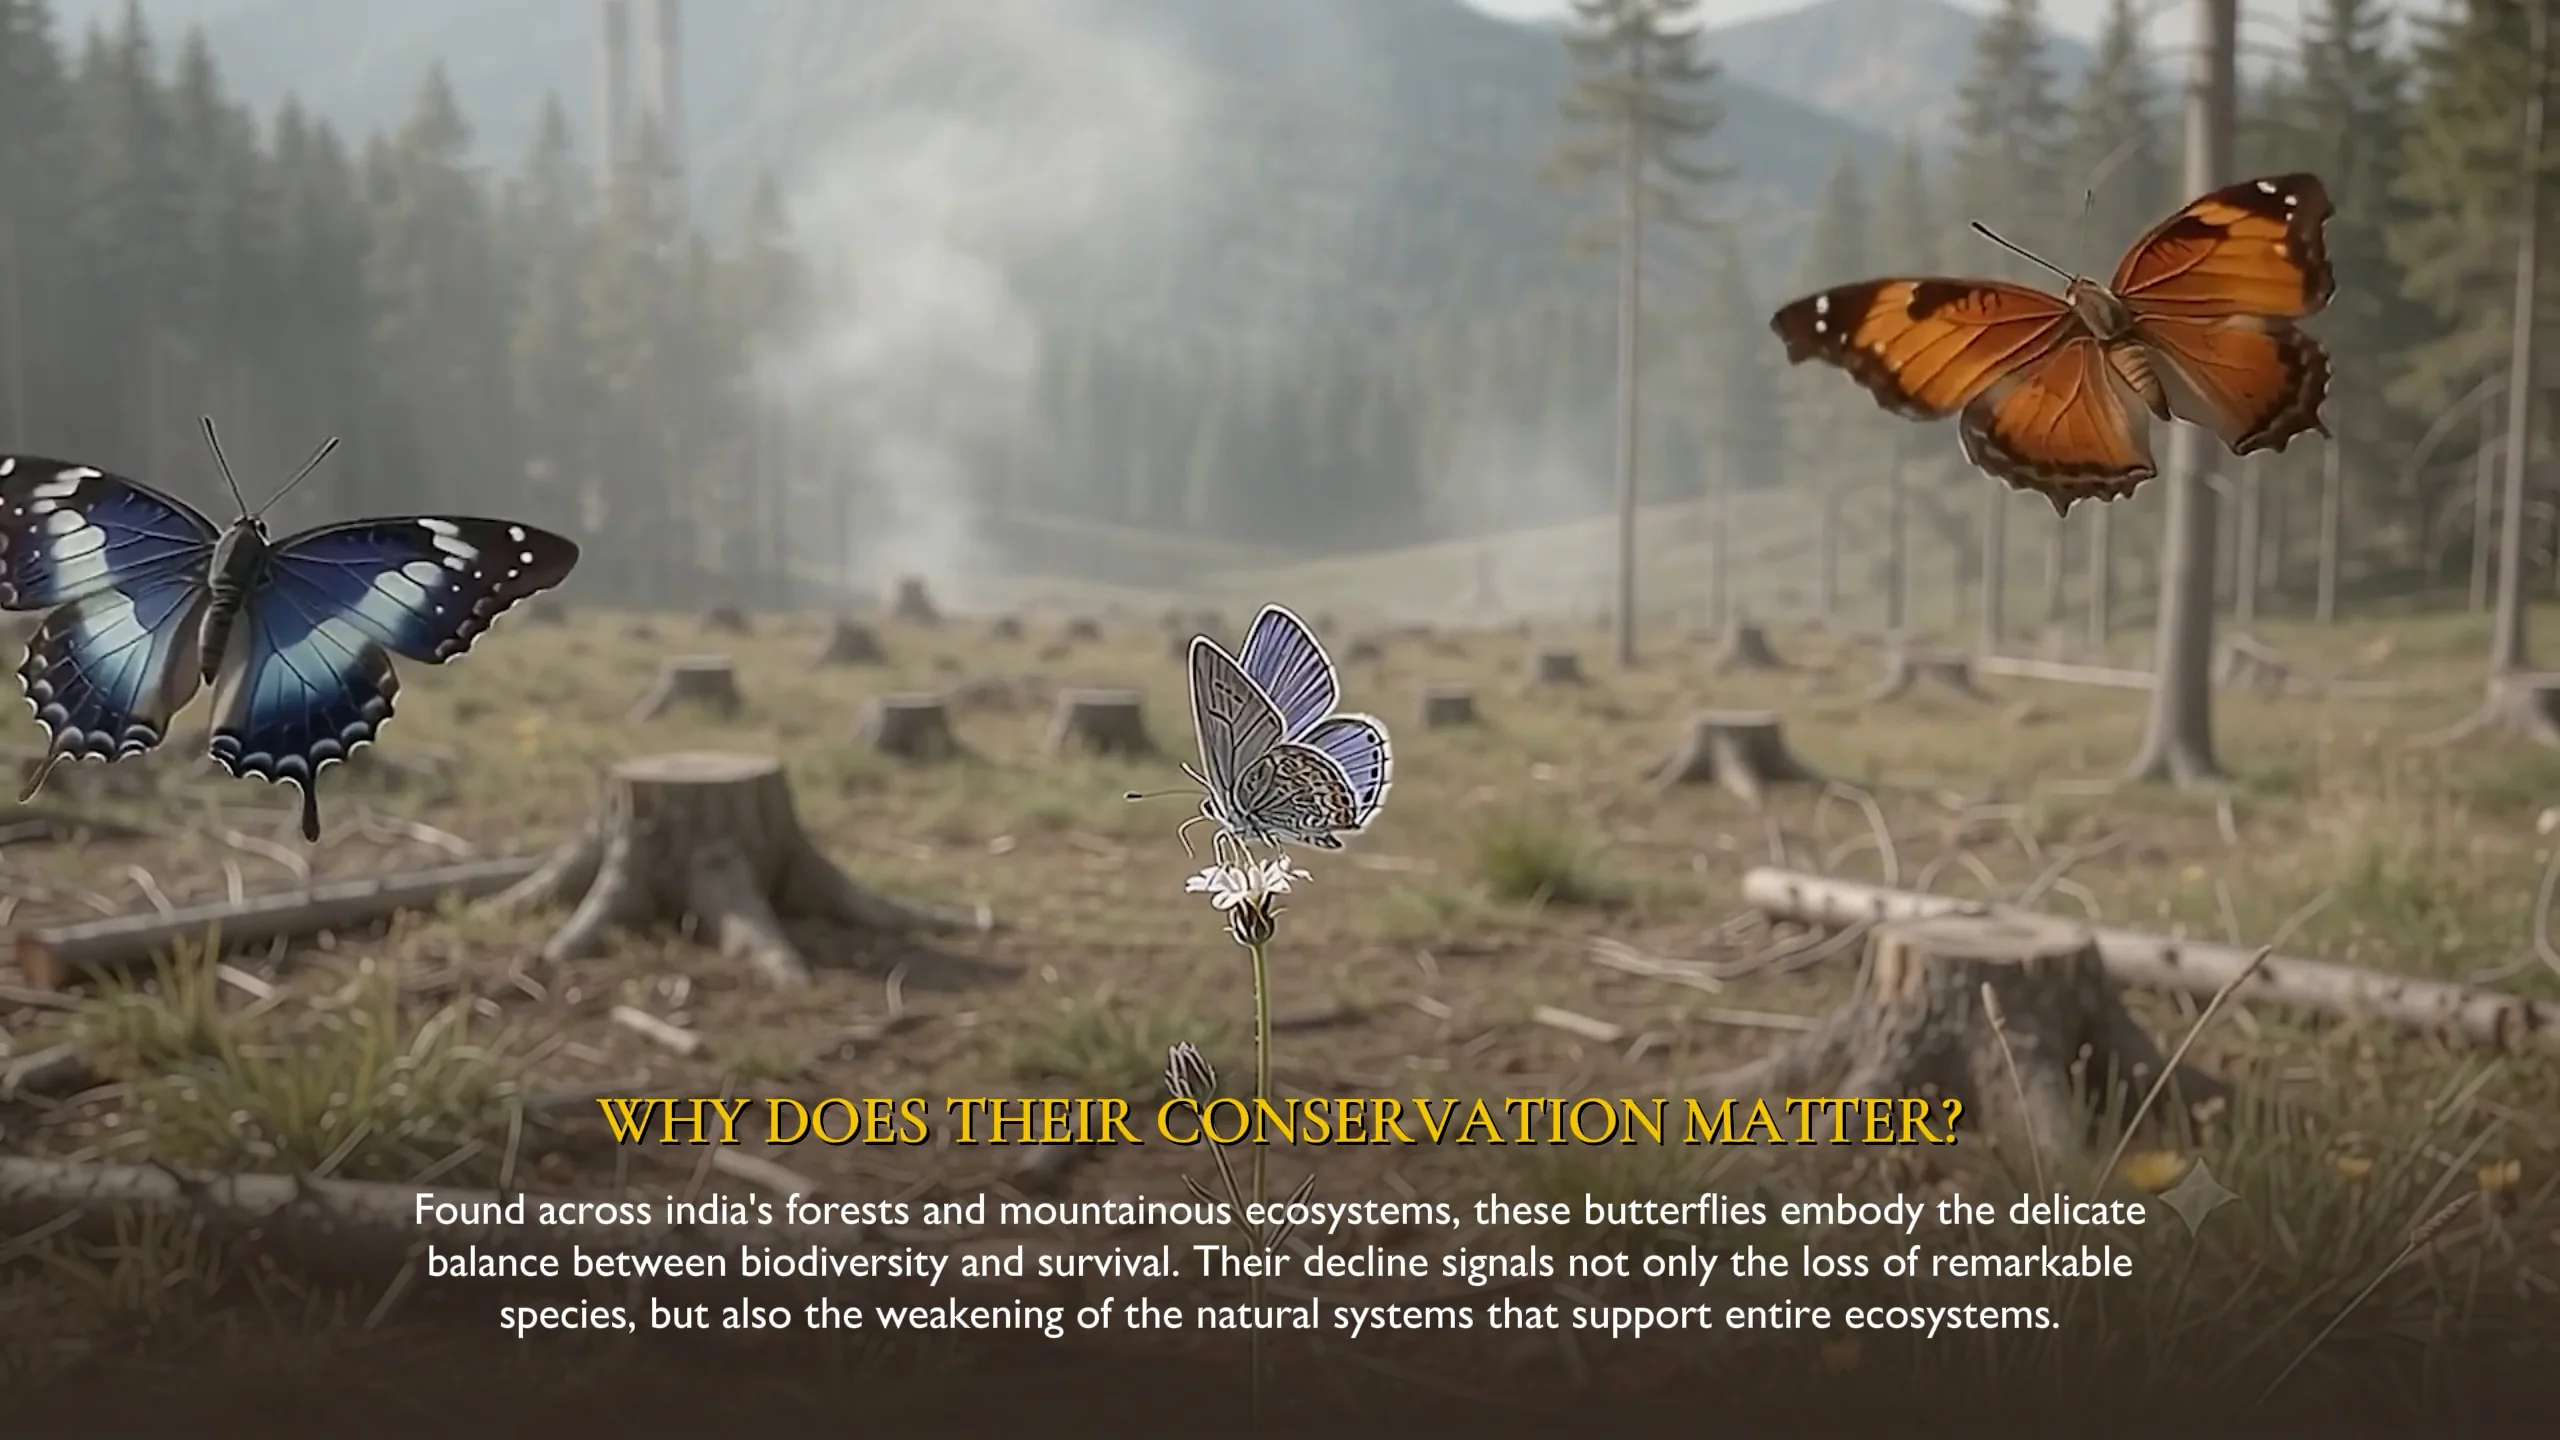 WHY DOES THEIR CONSERVATION MATTER?
Found across india's forests and mountainous ecosystems, these butterflies embody the delicate
balance between biodiversity and survival. Their decline signals not only the loss of remarkable
species, but also the weakening of the natural systems that support entire ecosystems.